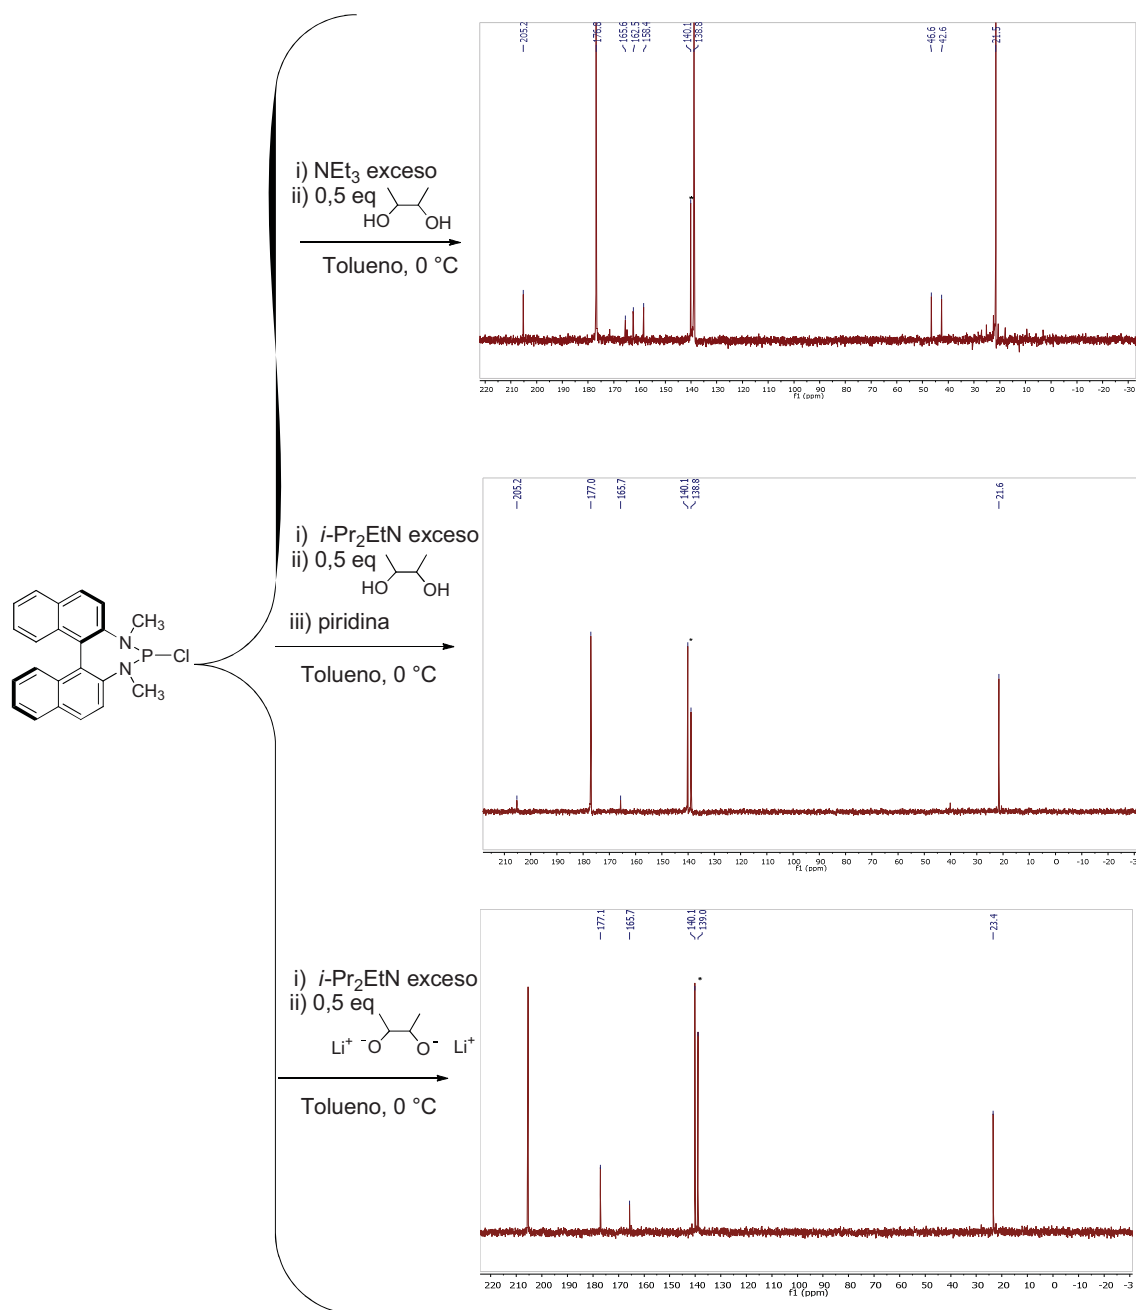 205.2 176.8 165.6 162.5 158.4 140.1 138.8 46.6 42.6 21.5
i) NEt3 exceso
ii) 0,5 eq
HO OH
Tolueno, 0 °C
220 210 200 190 180 170 160 150 140 130 120 110 100 90 80 70 60 50 40 30 20 10 0 -10 -20 -30
f1 (ppm)
205.2 177.0 165.7 140.1 138.8 21.6
i) i-Pr2EtN exceso
ii) 0,5 eq
HO OH
iii) piridina
Tolueno, 0 °C
210 200 190 180 170 160 150 140 130 120 110 100 90 80 70 60 50 40 30 20 10 0 -10 -20 -3
f1 (ppm)
CH3
N
P Cl
N
CH3
177.1 165.7 140.1 139.0 23.4
i) i-Pr2EtN exceso
ii) 0,5 eq
Li+ -O O- Li+
Tolueno, 0 °C
220 210 200 190 180 170 160 150 140 130 120 110 100 90 80 70 60 50 40 30 20 10 0 -10 -20 -30
f1 (ppm)